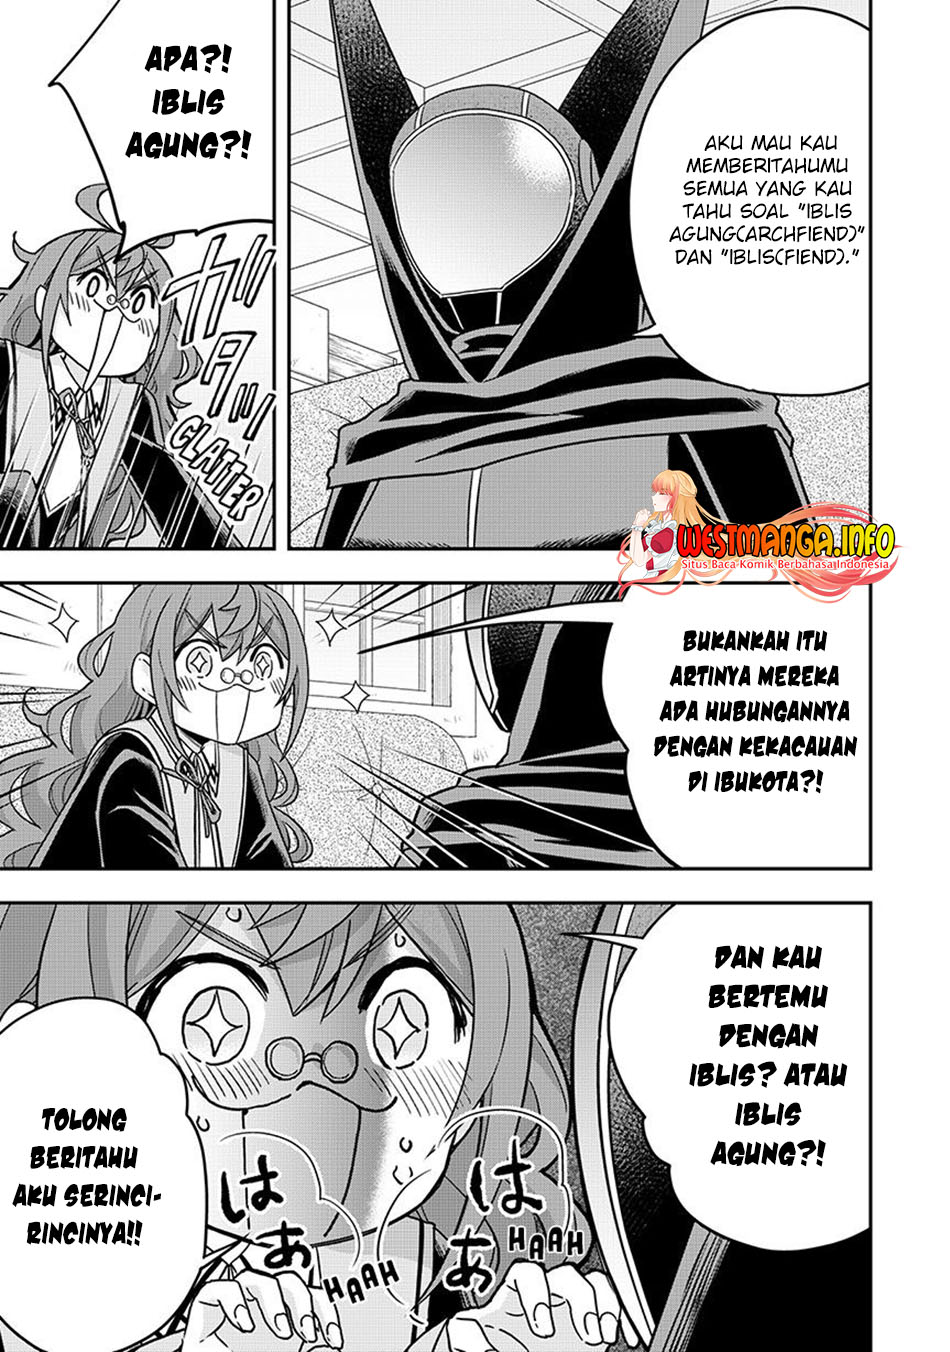 AKU MAU KAU
MEMBERITAHUMU
SEMUA YANG KAU
TAHU SOAL "IBLIS
AGUNG(ARCHFIEND)"
DAN "IBLIS(FIEND)."
APA?!
IBLIS
AGUNG?!
ガタッ
CLATTER
WESTMANGA.INFO
Situs Baca Komik Berbahasa Indonesia
BUKANKAH ITU
ARTINYA MEREKA
ADA HUBUNGANNYA
DENGAN KEKACAUAN
DI IBUKOTA?!
DAN KAU
BERTEMU
DENGAN
IBLIS? ATAU
IBLIS
AGUNG?!
はあ
HAAH
はあ
HAAH
TOLONG
BERITAHU
AKU SERINCI-
RINCINYA!!